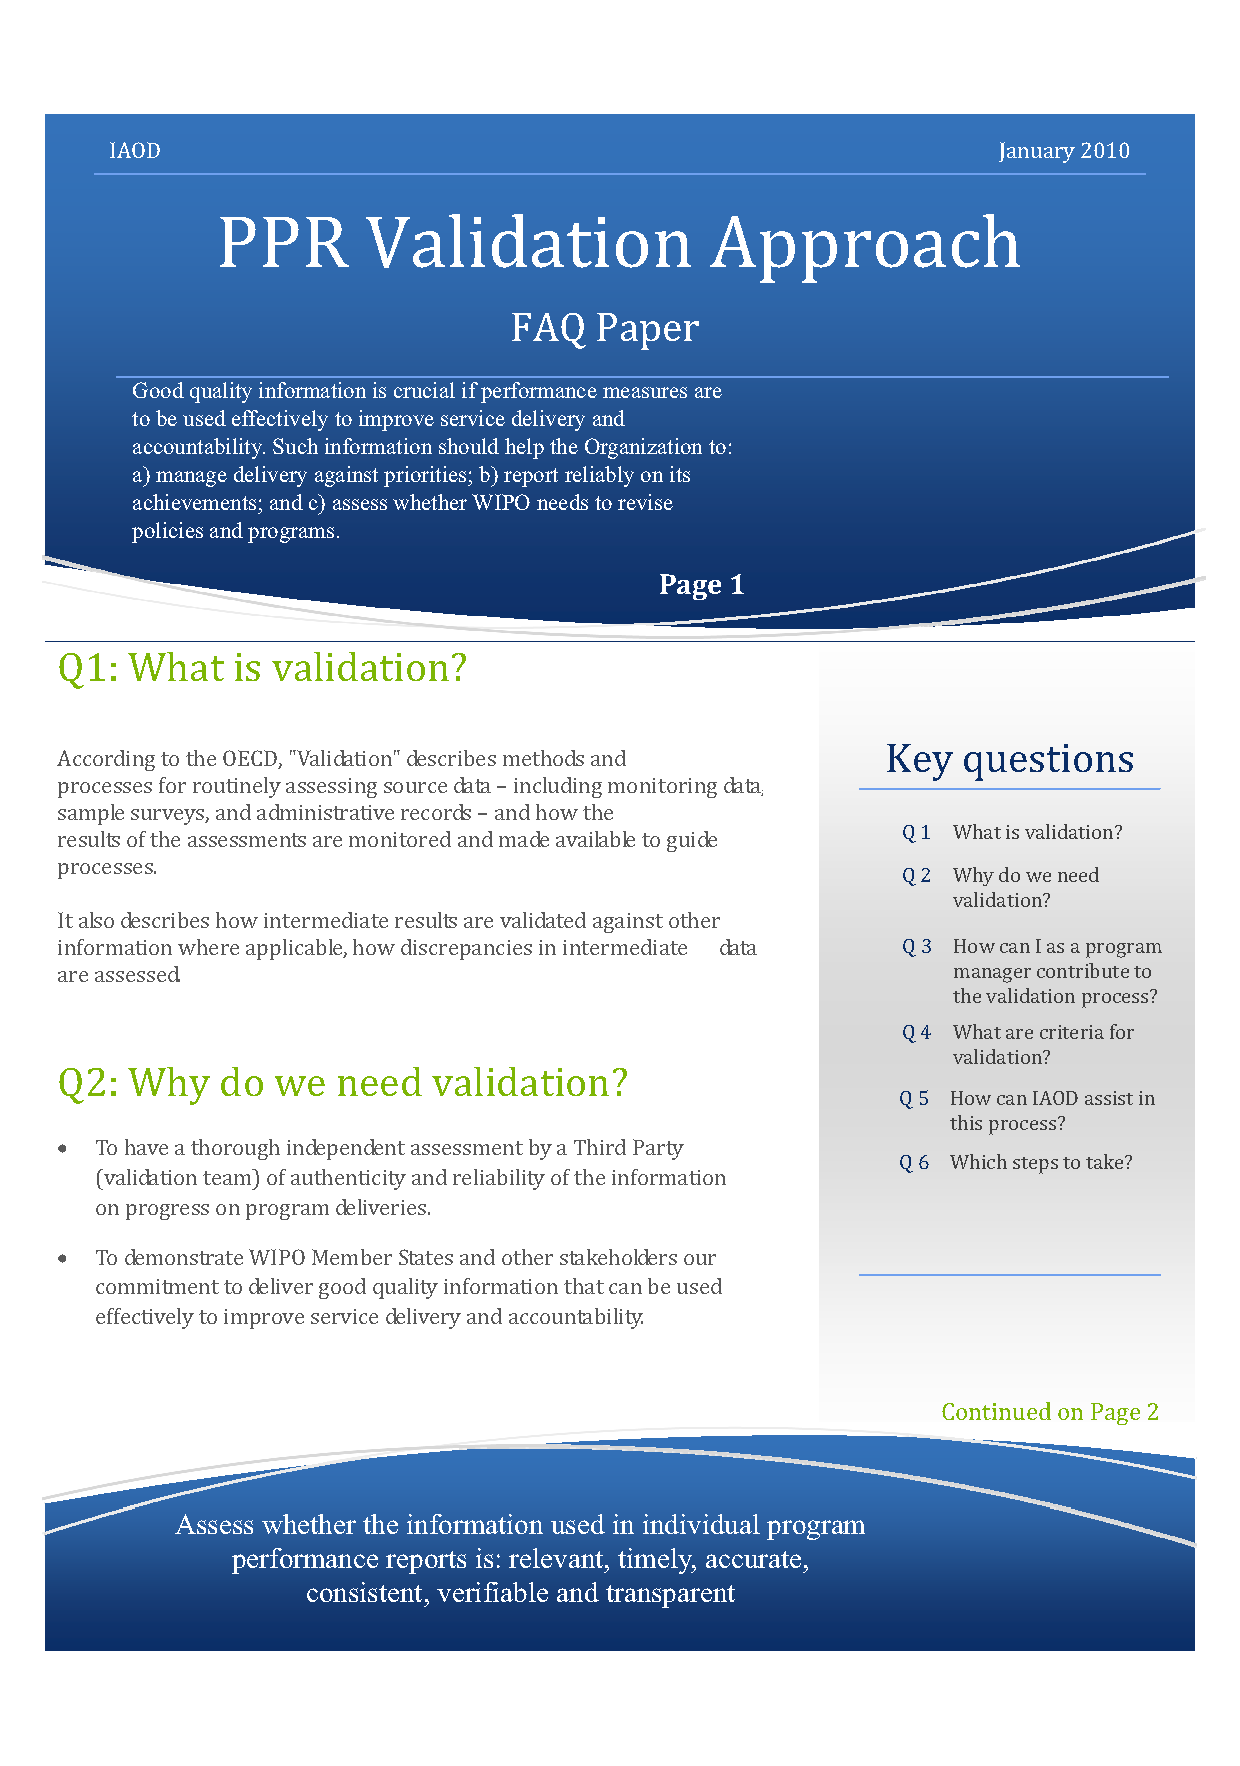 IAOD January 2010
PPR Validation Approach
FAQ Paper
Good quality information is crucial if performance measures are
to be used effectively to improve service delivery and
accountability. Such information should help the Organization to:
a) manage delivery against priorities; b) report reliably on its
achievements; and c) assess whether WIPO needs to revise
policies and programs.
Page 1
Q1: What is validation?
According to the OECD, "Validation" describes methods and
processes for routinely assessing source data – including monitoring data,
sample surveys, and administrative records – and how the
results of the assessments are monitored and made available to guide
processes.
It also describes how intermediate results are validated against other
information where applicable, how discrepancies in intermediate data
are assessed.
Q2: Why do we need validation?
• To have a thorough independent assessment by a Third Party
(validation team) of authenticity and reliability of the information
on progress on program deliveries.
• To demonstrate WIPO Member States and other stakeholders our
commitment to deliver good quality information that can be used
effectively to improve service delivery and accountability.
Key questions
Q 1 What is validation?
Q 2 Why do we need
validation?
Q 3 How can I as a program
manager contribute to
the validation process?
Q 4 What are criteria for
validation?
Q 5 How can IAOD assist in
this process?
Q 6 Which steps to take?
Continued on Page 2
Assess whether the information used in individual program
performance reports is: relevant, timely, accurate,
consistent, verifiable and transparent